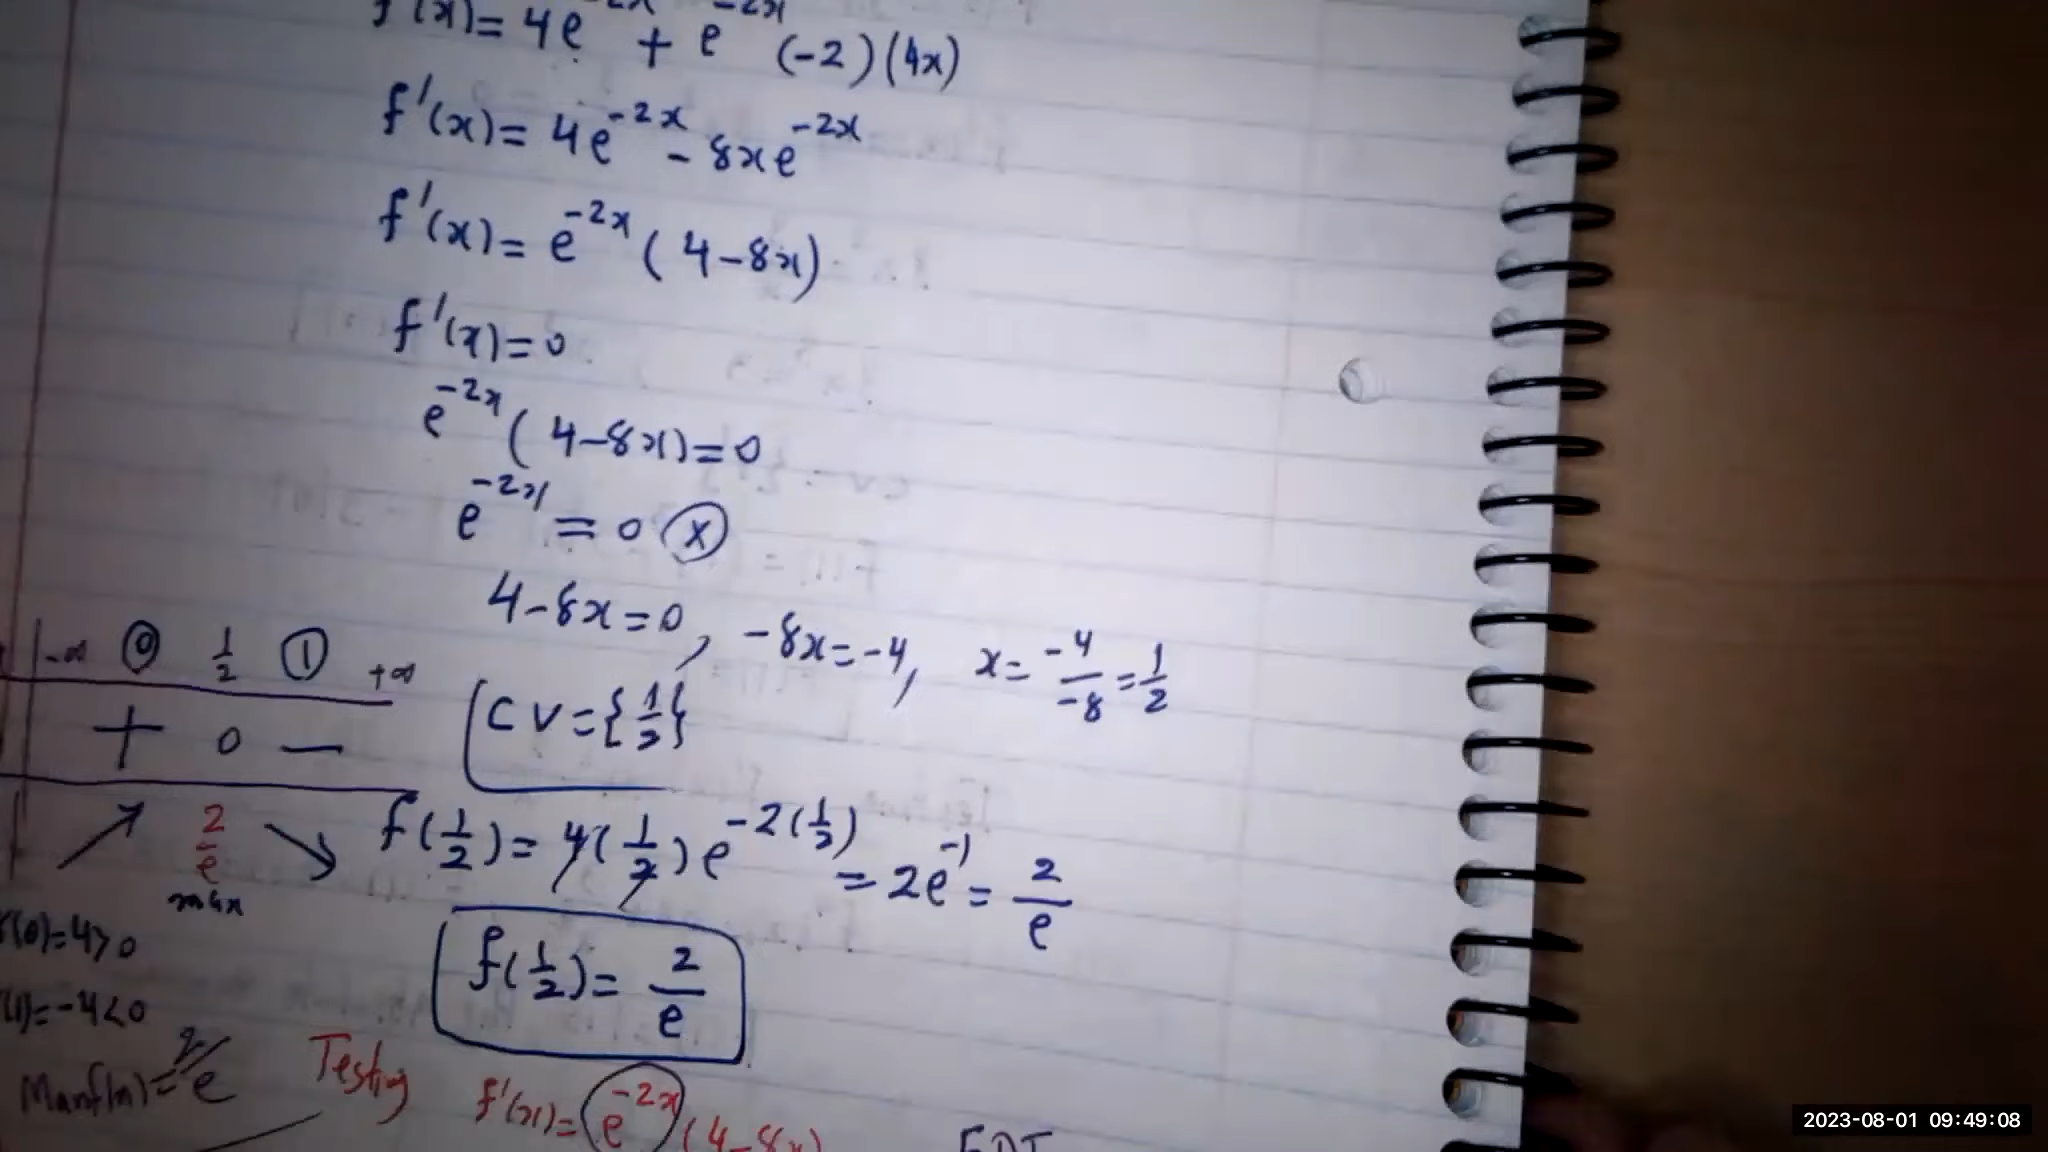 f'(x)= 4e^-2x + e^-2x (-2)(4x)
f'(x)= 4e^-2x - 8xe^-2x
f'(x)= e^-2x ( 4-8x)
f'(x)=0
e^-2x ( 4-8x)=0
e^-2x = 0 ⓧ
4-8x=0, -8x=-4, x= -4/-8 = 1/2
-∞ ⓪ 1/2 ① +∞
CV={1/2}
+ 0 —
↗ 2/e ↘
max
f(1/2)= 4(1/2) e^-2(1/2) = 2e^-1 = 2/e
(0)=4>0
f(1/2)= 2/e
(1)=-4<0
Maxf(x)= 2/e
Testing f'(x)= e^-2x (4-8x)
2023-08-01 09:49:08